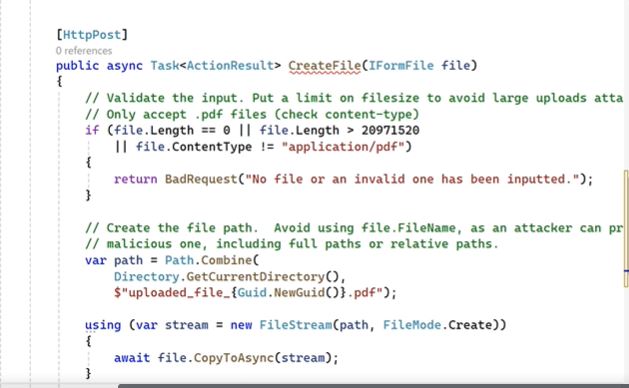 [HttpPost]
0 references
public async Task<ActionResult> CreateFile(IFormFile file)
{
// Validate the input. Put a limit on filesize to avoid large uploads atta
// Only accept .pdf files (check content-type)
if (file.Length == 0 || file.Length > 20971520
|| file.ContentType != "application/pdf")
{
return BadRequest("No file or an invalid one has been inputted.");
}
// Create the file path.  Avoid using file.FileName, as an attacker can pr
// malicious one, including full paths or relative paths.
var path = Path.Combine(
Directory.GetCurrentDirectory(),
$"uploaded_file_{Guid.NewGuid()}.pdf");
using (var stream = new FileStream(path, FileMode.Create))
{
await file.CopyToAsync(stream);
}